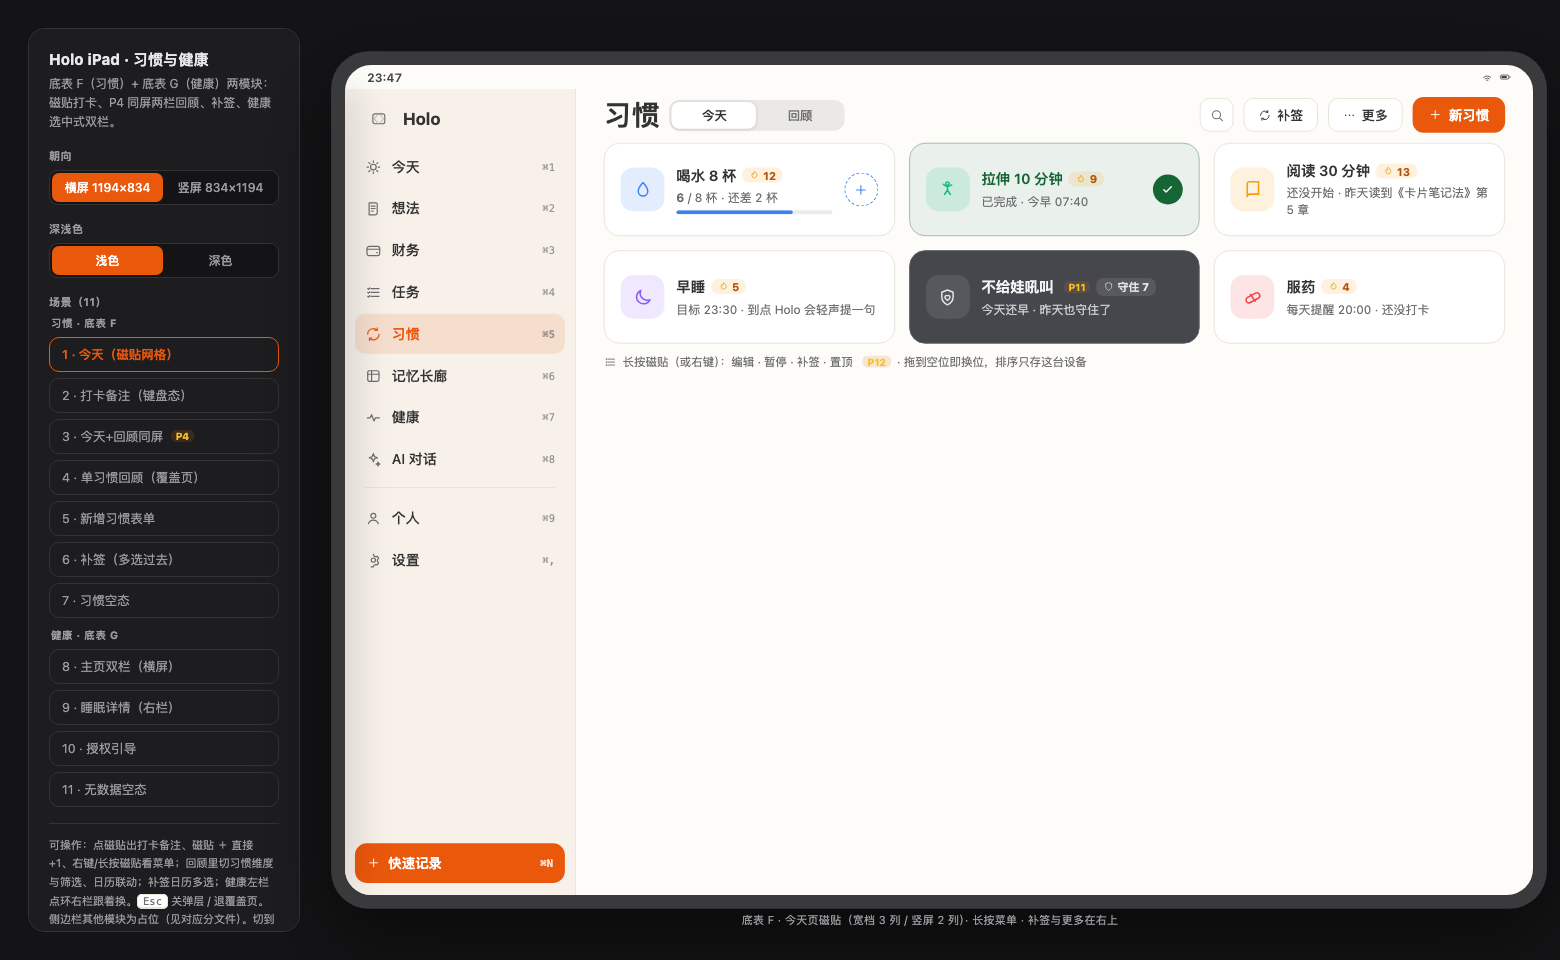 Holo iPad · 习惯与健康
底表 F（习惯）+ 底表 G（健康）两模块：
磁贴打卡、P4 同屏两栏回顾、补签、健康
选中式双栏。
朝向
横屏 1194×834
竖屏 834×1194
深浅色
浅色
深色
场景（11）
习惯 · 底表 F
1 · 今天（磁贴网格）
2 · 打卡备注（键盘态）
3 · 今天+回顾同屏 P4
4 · 单习惯回顾（覆盖页）
5 · 新增习惯表单
6 · 补签（多选过去）
7 · 习惯空态
健康 · 底表 G
8 · 主页双栏（横屏）
9 · 睡眠详情（右栏）
10 · 授权引导
11 · 无数据空态
可操作：点磁贴出打卡备注、磁贴 ＋ 直接
+1、右键/长按磁贴看菜单；回顾里切习惯维度
与筛选、日历联动；补签日历多选；健康左栏
点环右栏跟着换。 Esc 关弹层 / 退覆盖页。
侧边栏其他模块为占位（见对应分文件）。切到
23:47
Holo
今天 ⌘1
想法 ⌘2
财务 ⌘3
任务 ⌘4
习惯 ⌘5
记忆长廊 ⌘6
健康 ⌘7
AI 对话 ⌘8
个人 ⌘9
设置 ⌘,
＋ 快速记录 ⌘N
习惯
今天
回顾
补签
··· 更多
＋ 新习惯
喝水 8 杯 12
6 / 8 杯 · 还差 2 杯
拉伸 10 分钟 9
已完成 · 今早 07:40
阅读 30 分钟 13
还没开始 · 昨天读到《卡片笔记法》第
5 章
早睡 5
目标 23:30 · 到点 Holo 会轻声提一句
不给娃吼叫 P11 守住 7
今天还早 · 昨天也守住了
服药 4
每天提醒 20:00 · 还没打卡
长按磁贴（或右键）：编辑 · 暂停 · 补签 · 置顶 P12 · 拖到空位即换位，排序只存这台设备
底表 F · 今天页磁贴（宽档 3 列 / 竖屏 2 列）· 长按菜单 · 补签与更多在右上